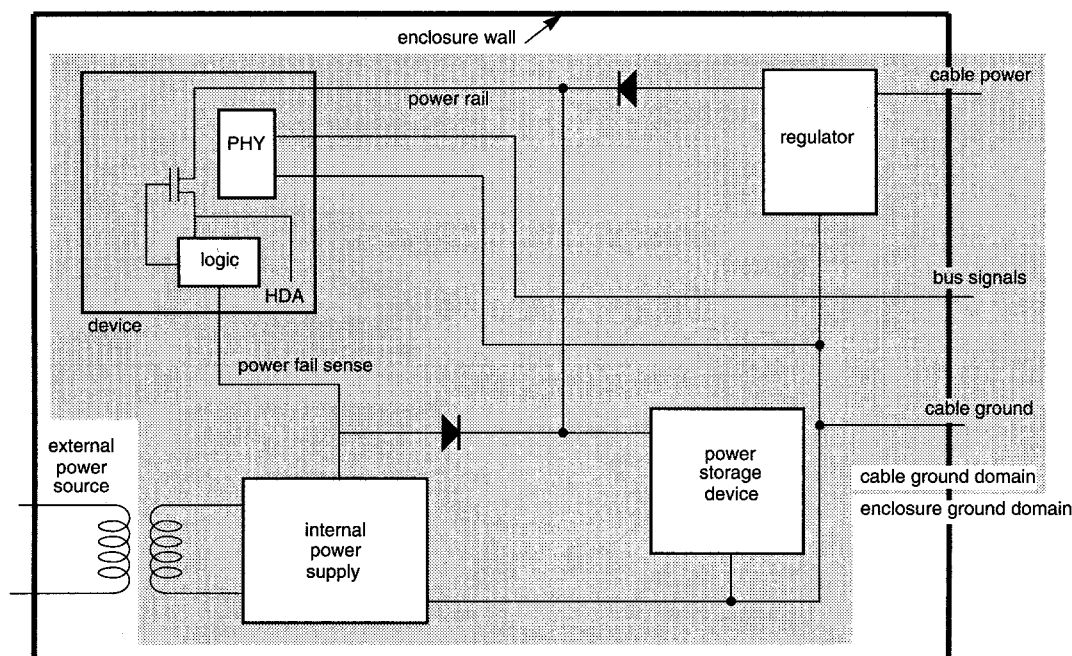 enclosure wall
cable power
power rail
PHY
regulator
logic
HDA
bus signals
device
power fail sense
cable ground
external
power
source
power
storage
device
cable ground domain
enclosure ground domain
internal
power
supply